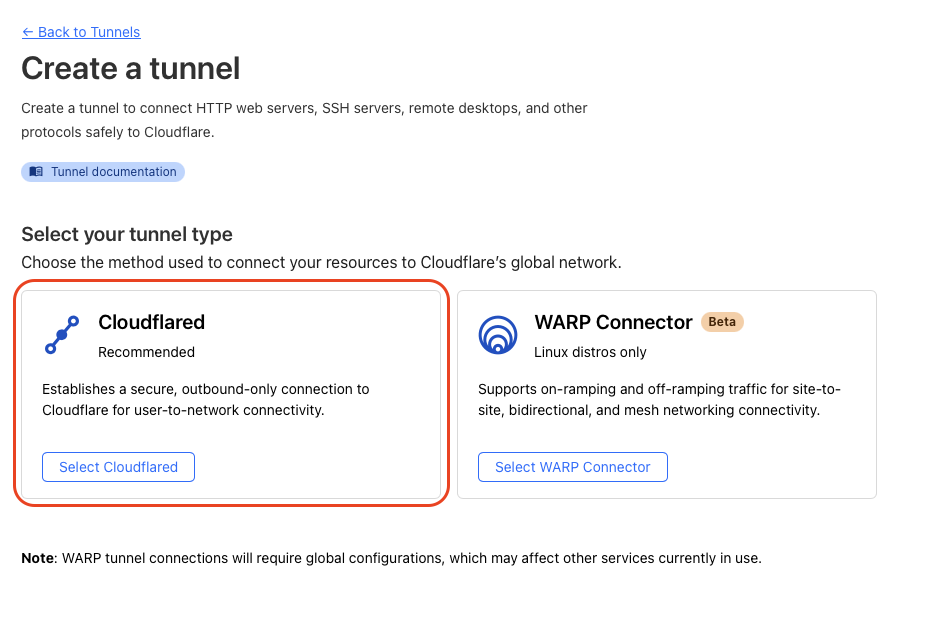 ← Back to Tunnels
Create a tunnel
Create a tunnel to connect HTTP web servers, SSH servers, remote desktops, and other
protocols safely to Cloudflare.
Tunnel documentation
Select your tunnel type
Choose the method used to connect your resources to Cloudflare’s global network.
Cloudflared
Recommended
Establishes a secure, outbound-only connection to
Cloudflare for user-to-network connectivity.
Select Cloudflared
WARP Connector Beta
Linux distros only
Supports on-ramping and off-ramping traffic for site-to-
site, bidirectional, and mesh networking connectivity.
Select WARP Connector
Note: WARP tunnel connections will require global configurations, which may affect other services currently in use.